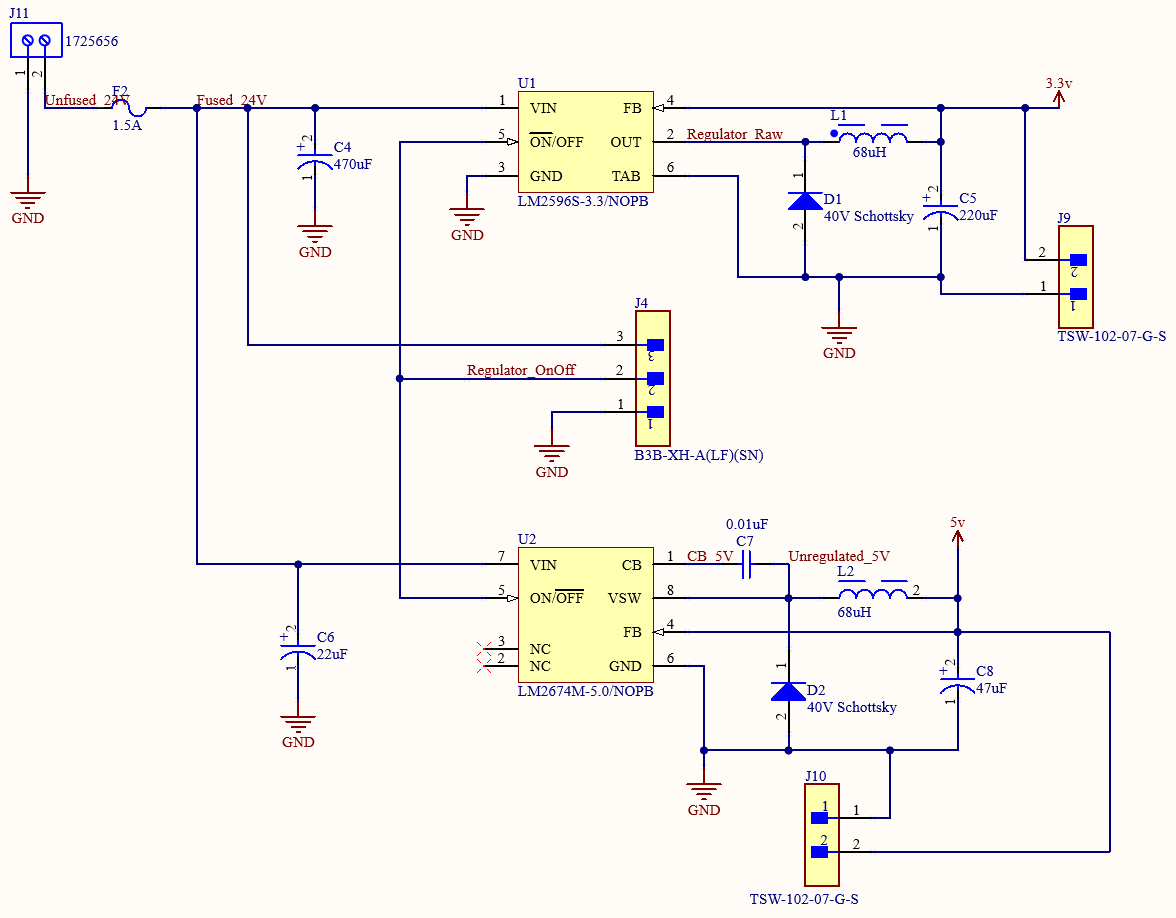 J11
1725656
1
2
Unfused_24V
F2
1.5A
Fused_24V
C4
470uF
+
2
1
GND
GND
U1
1
VIN
FB
4
5
ON/OFF
OUT
2
Regulator_Raw
3
GND
TAB
6
LM2596S-3.3/NOPB
GND
L1
68uH
3.3v
1
D1
40V Schottsky
2
+
2
C5
220uF
1
GND
J9
2
2
1
1
TSW-102-07-G-S
J4
3
3
Regulator_OnOff
2
2
1
1
GND
B3B-XH-A(LF)(SN)
U2
7
VIN
CB
1
CB_5V
5
ON/OFF
VSW
8
FB
4
3
NC
2
NC
GND
6
LM2674M-5.0/NOPB
0.01uF
C7
Unregulated_5V
L2
2
68uH
5v
+
2
C6
22uF
1
GND
1
D2
40V Schottsky
2
+
2
C8
47uF
1
GND
J10
1
1
2
2
TSW-102-07-G-S